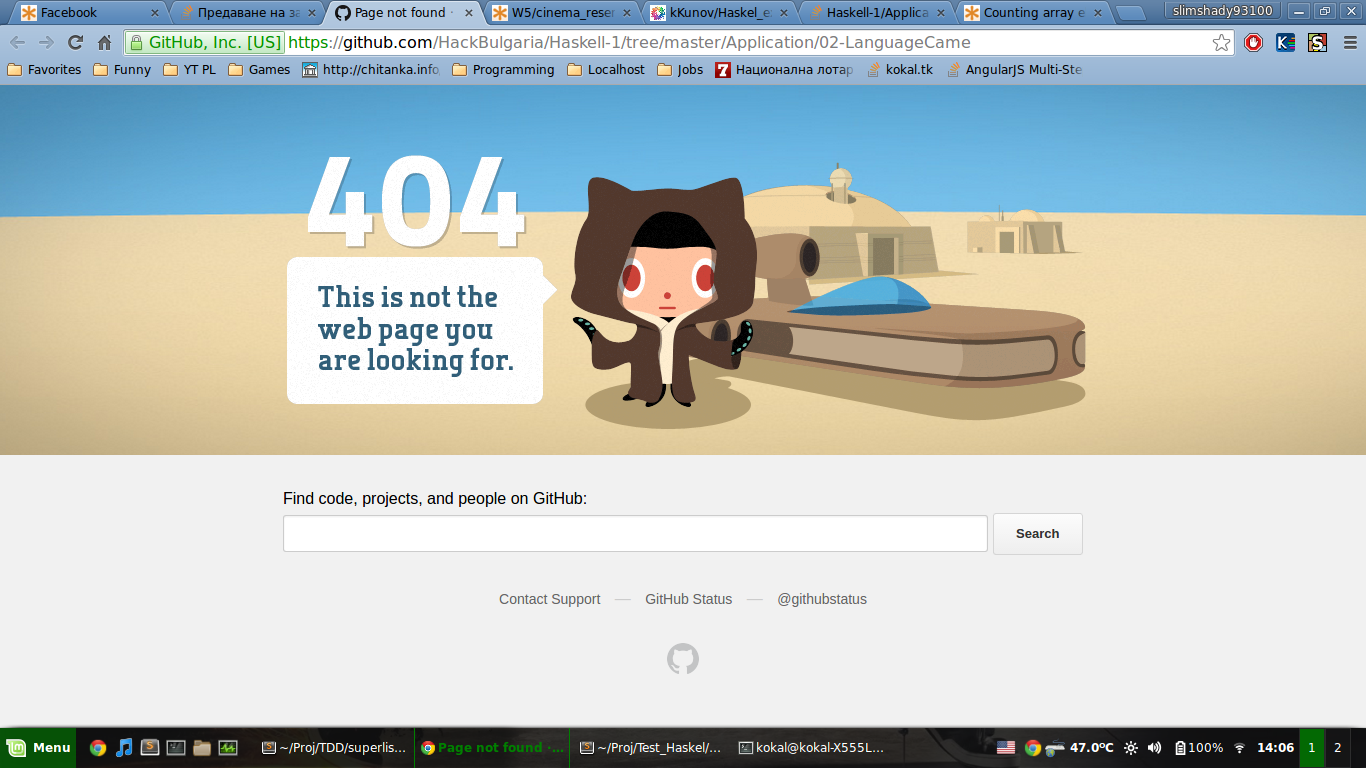 Facebook
Предаване на за
Page not found ·
W5/cinema_reser
kKunov/Haskel_e
Haskell-1/Applica
Counting array e
slimshady93100
GitHub, Inc. [US] https://github.com/HackBulgaria/Haskell-1/tree/master/Application/02-LanguageCame
Favorites
Funny
YT PL
Games
http://chitanka.info
Programming
Localhost
Jobs
7 Национална лотар
kokal.tk
AngularJS Multi-Ste
404
This is not the
web page you
are looking for.
Find code, projects, and people on GitHub:
Search
Contact Support — GitHub Status — @githubstatus
Menu
~/Proj/TDD/superlis...
Page not found ·...
~/Proj/Test_Haskel/...
kokal@kokal-X555L...
47.0ºC
100%
14:06
1
2